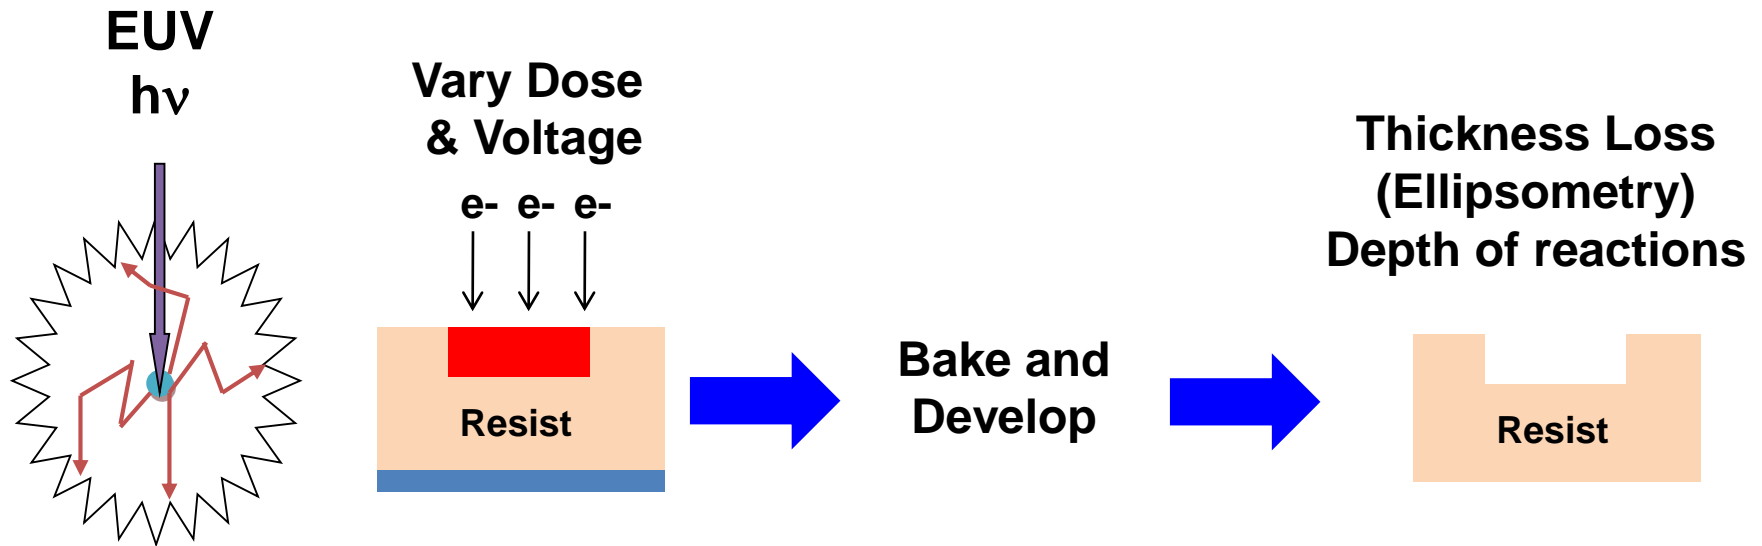 EUV
hν
Vary Dose
& Voltage
e- e- e-
Resist
Bake and
Develop
Thickness Loss
(Ellipsometry)
Depth of reactions
Resist